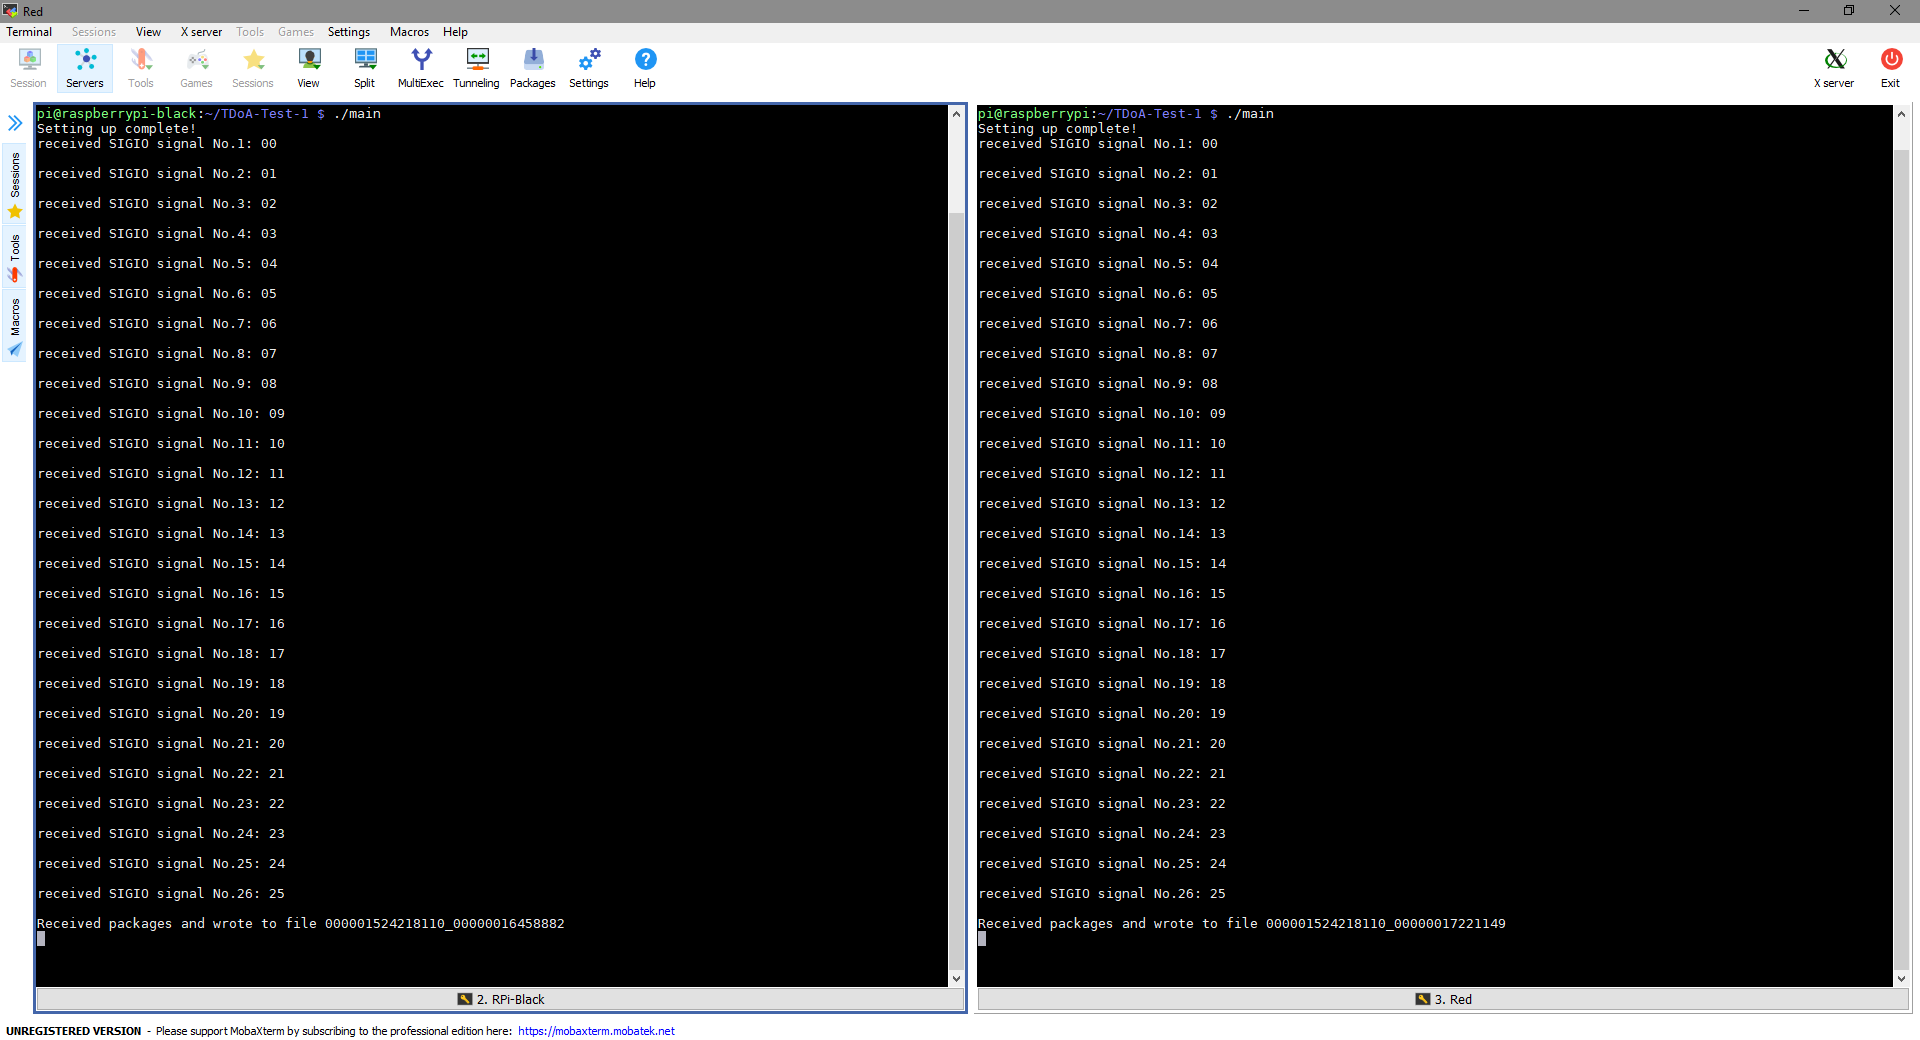 Red
Terminal Sessions View X server Tools Games Settings Macros Help
Session Servers Tools Games Sessions View Split MultiExec Tunneling Packages Settings Help X server Exit
Sessions
Tools
Macros
pi@raspberrypi-black:~/TDoA-Test-1 $ ./main
Setting up complete!
received SIGIO signal No.1: 00
received SIGIO signal No.2: 01
received SIGIO signal No.3: 02
received SIGIO signal No.4: 03
received SIGIO signal No.5: 04
received SIGIO signal No.6: 05
received SIGIO signal No.7: 06
received SIGIO signal No.8: 07
received SIGIO signal No.9: 08
received SIGIO signal No.10: 09
received SIGIO signal No.11: 10
received SIGIO signal No.12: 11
received SIGIO signal No.13: 12
received SIGIO signal No.14: 13
received SIGIO signal No.15: 14
received SIGIO signal No.16: 15
received SIGIO signal No.17: 16
received SIGIO signal No.18: 17
received SIGIO signal No.19: 18
received SIGIO signal No.20: 19
received SIGIO signal No.21: 20
received SIGIO signal No.22: 21
received SIGIO signal No.23: 22
received SIGIO signal No.24: 23
received SIGIO signal No.25: 24
received SIGIO signal No.26: 25
Received packages and wrote to file 000001524218110_00000016458882
2. RPi-Black
pi@raspberrypi:~/TDoA-Test-1 $ ./main
Setting up complete!
received SIGIO signal No.1: 00
received SIGIO signal No.2: 01
received SIGIO signal No.3: 02
received SIGIO signal No.4: 03
received SIGIO signal No.5: 04
received SIGIO signal No.6: 05
received SIGIO signal No.7: 06
received SIGIO signal No.8: 07
received SIGIO signal No.9: 08
received SIGIO signal No.10: 09
received SIGIO signal No.11: 10
received SIGIO signal No.12: 11
received SIGIO signal No.13: 12
received SIGIO signal No.14: 13
received SIGIO signal No.15: 14
received SIGIO signal No.16: 15
received SIGIO signal No.17: 16
received SIGIO signal No.18: 17
received SIGIO signal No.19: 18
received SIGIO signal No.20: 19
received SIGIO signal No.21: 20
received SIGIO signal No.22: 21
received SIGIO signal No.23: 22
received SIGIO signal No.24: 23
received SIGIO signal No.25: 24
received SIGIO signal No.26: 25
Received packages and wrote to file 000001524218110_00000017221149
3. Red
UNREGISTERED VERSION - Please support MobaXterm by subscribing to the professional edition here: https://mobaxterm.mobatek.net